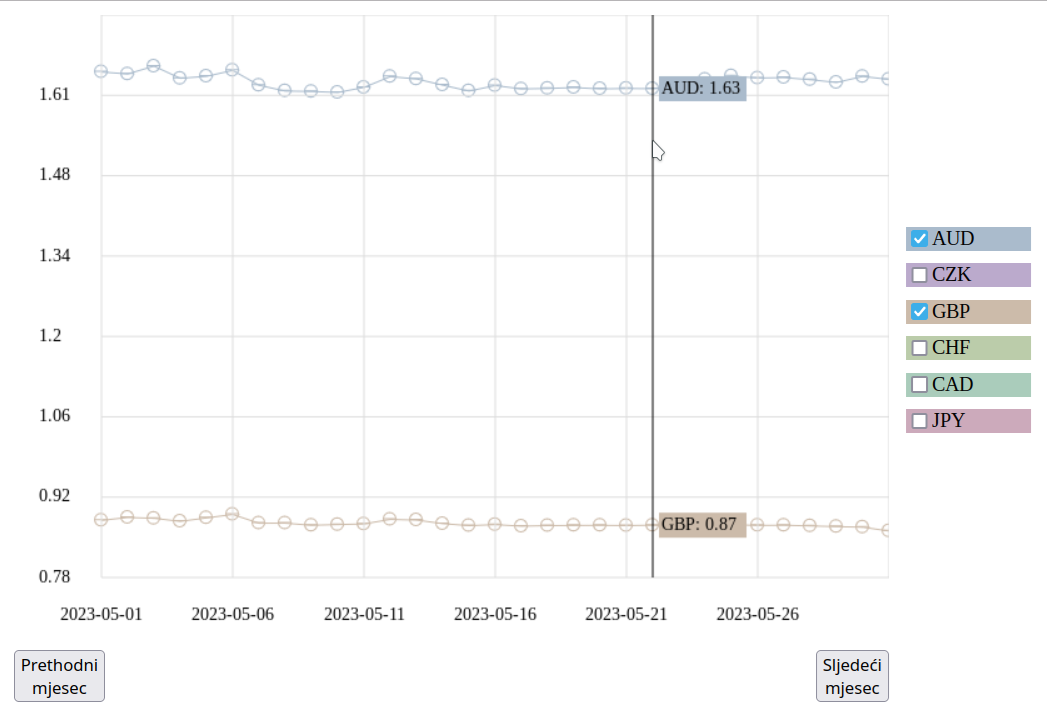 1.61
1.48
1.34
1.2
1.06
0.92
0.78
AUD: 1.63
GBP: 0.87
2023-05-01 2023-05-06 2023-05-11 2023-05-16 2023-05-21 2023-05-26
AUD
CZK
GBP
CHF
CAD
JPY
Prethodni
mjesec
Sljedeći
mjesec